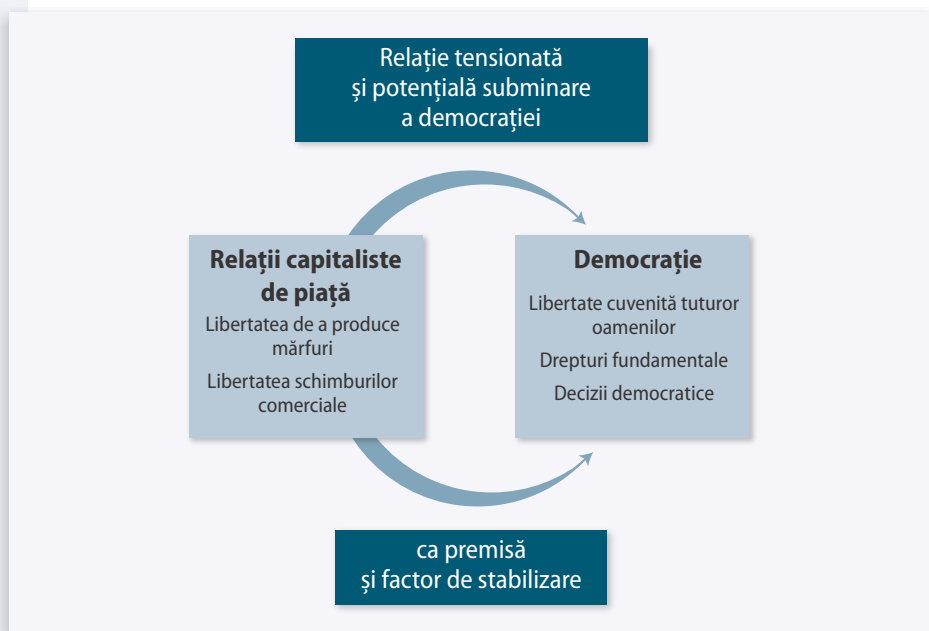 Relație tensionată
și potențială subminare
a democrației
Relații capitaliste
de piață
Libertatea de a produce
mărfuri
Libertatea schimburilor
comerciale
Democrație
Libertate cuvenită tuturor
oamenilor
Drepturi fundamentale
Decizii democratice
ca premisă
și factor de stabilizare